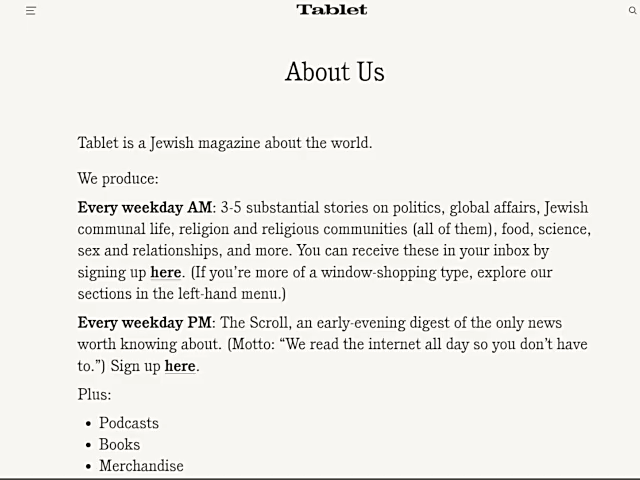 Tablet
About Us
Tablet is a Jewish magazine about the world.
We produce:
Every weekday AM: 3-5 substantial stories on politics, global affairs, Jewish
communal life, religion and religious communities (all of them), food, science,
sex and relationships, and more. You can receive these in your inbox by
signing up here. (If you’re more of a window-shopping type, explore our
sections in the left-hand menu.)
Every weekday PM: The Scroll, an early-evening digest of the only news
worth knowing about. (Motto: “We read the internet all day so you don’t have
to.”) Sign up here.
Plus:
• Podcasts
• Books
• Merchandise